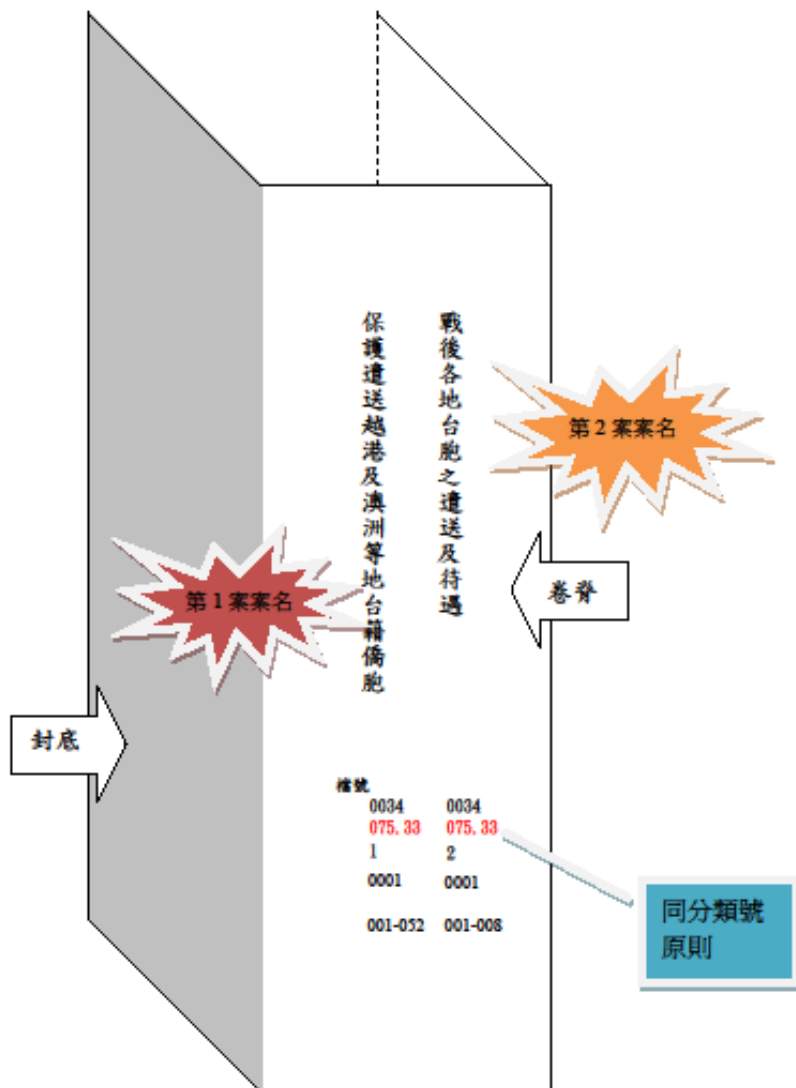 戰後各地台胞之遣送及待遇
保護遣送越港及澳洲等地台籍僑胞
第2案案名
第1案案名
卷脊
封底
檔號
0034 0034
075.33 075.33
1 2
0001 0001
001-052 001-008
同分類號
原則